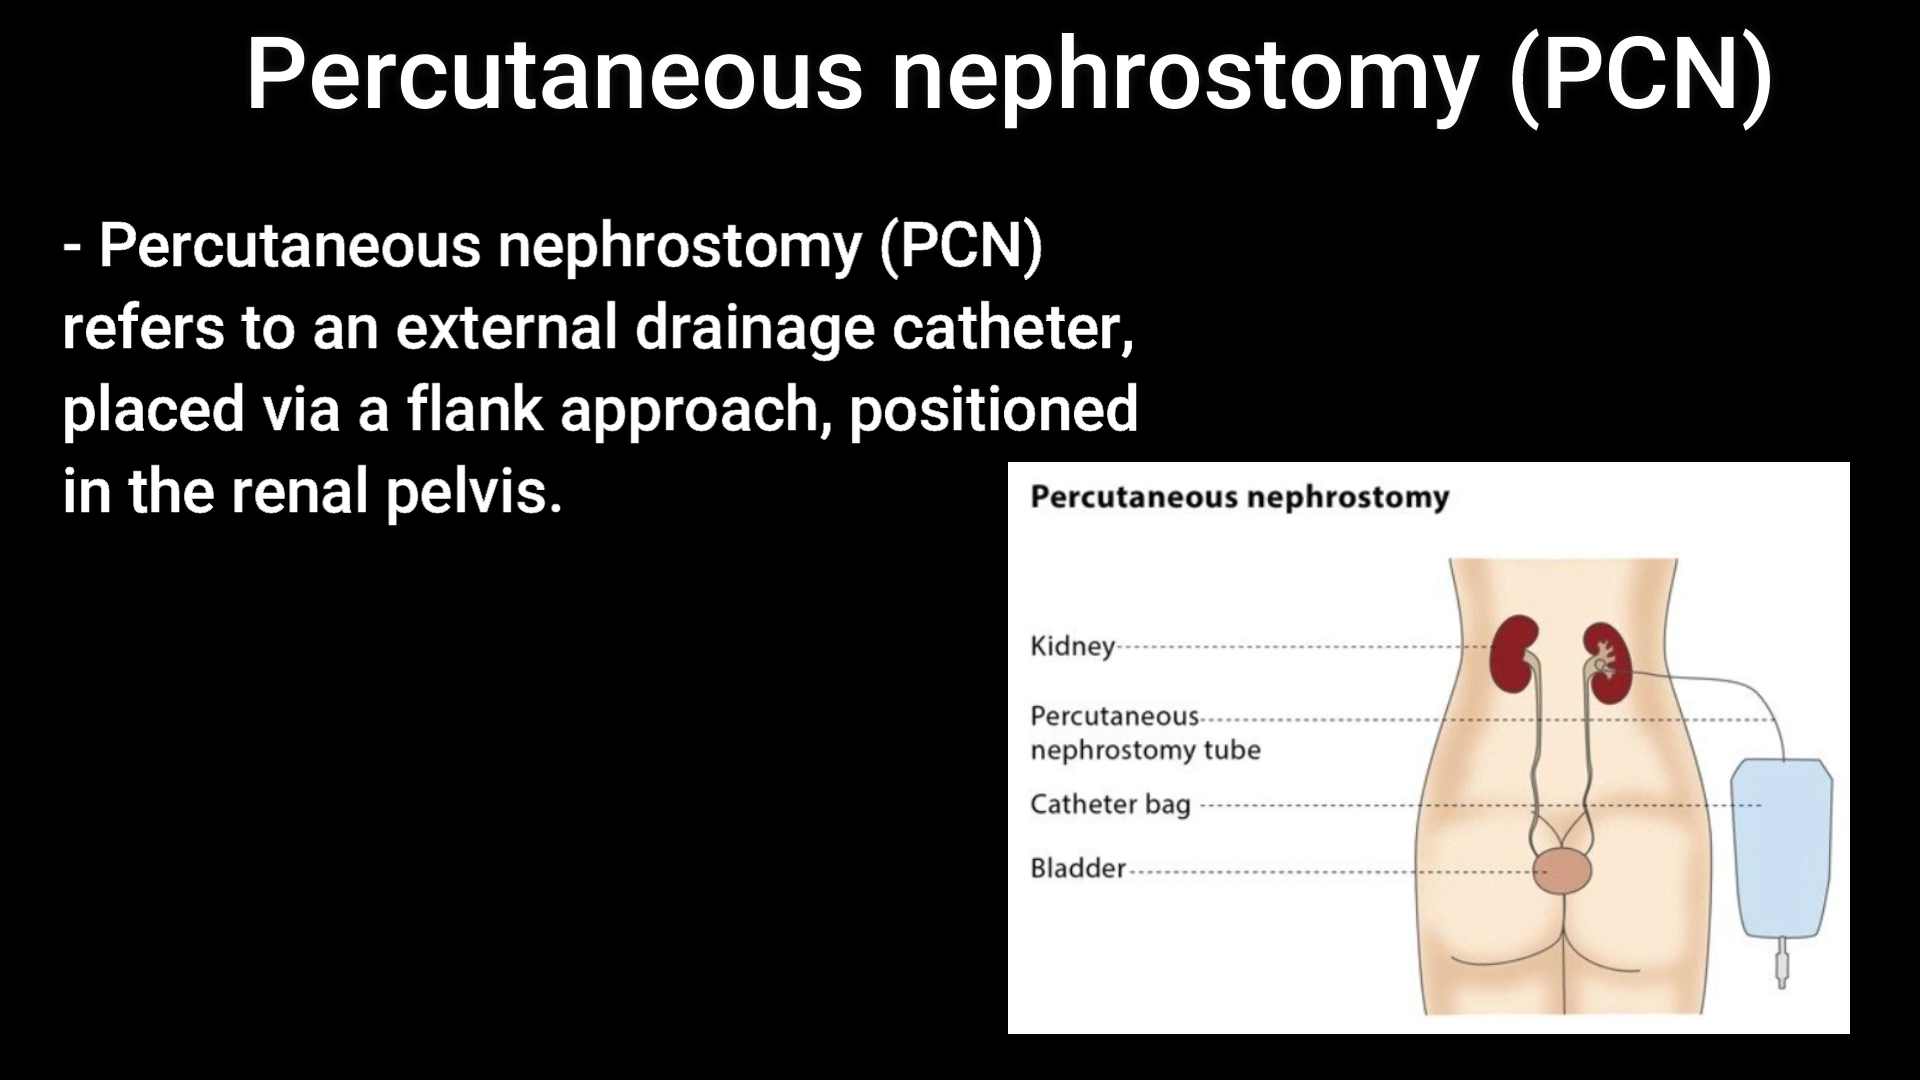 Percutaneous nephrostomy (PCN)
- Percutaneous nephrostomy (PCN)
refers to an external drainage catheter,
placed via a flank approach, positioned
in the renal pelvis.
Percutaneous nephrostomy
Kidney
Percutaneous
nephrostomy tube
Catheter bag
Bladder